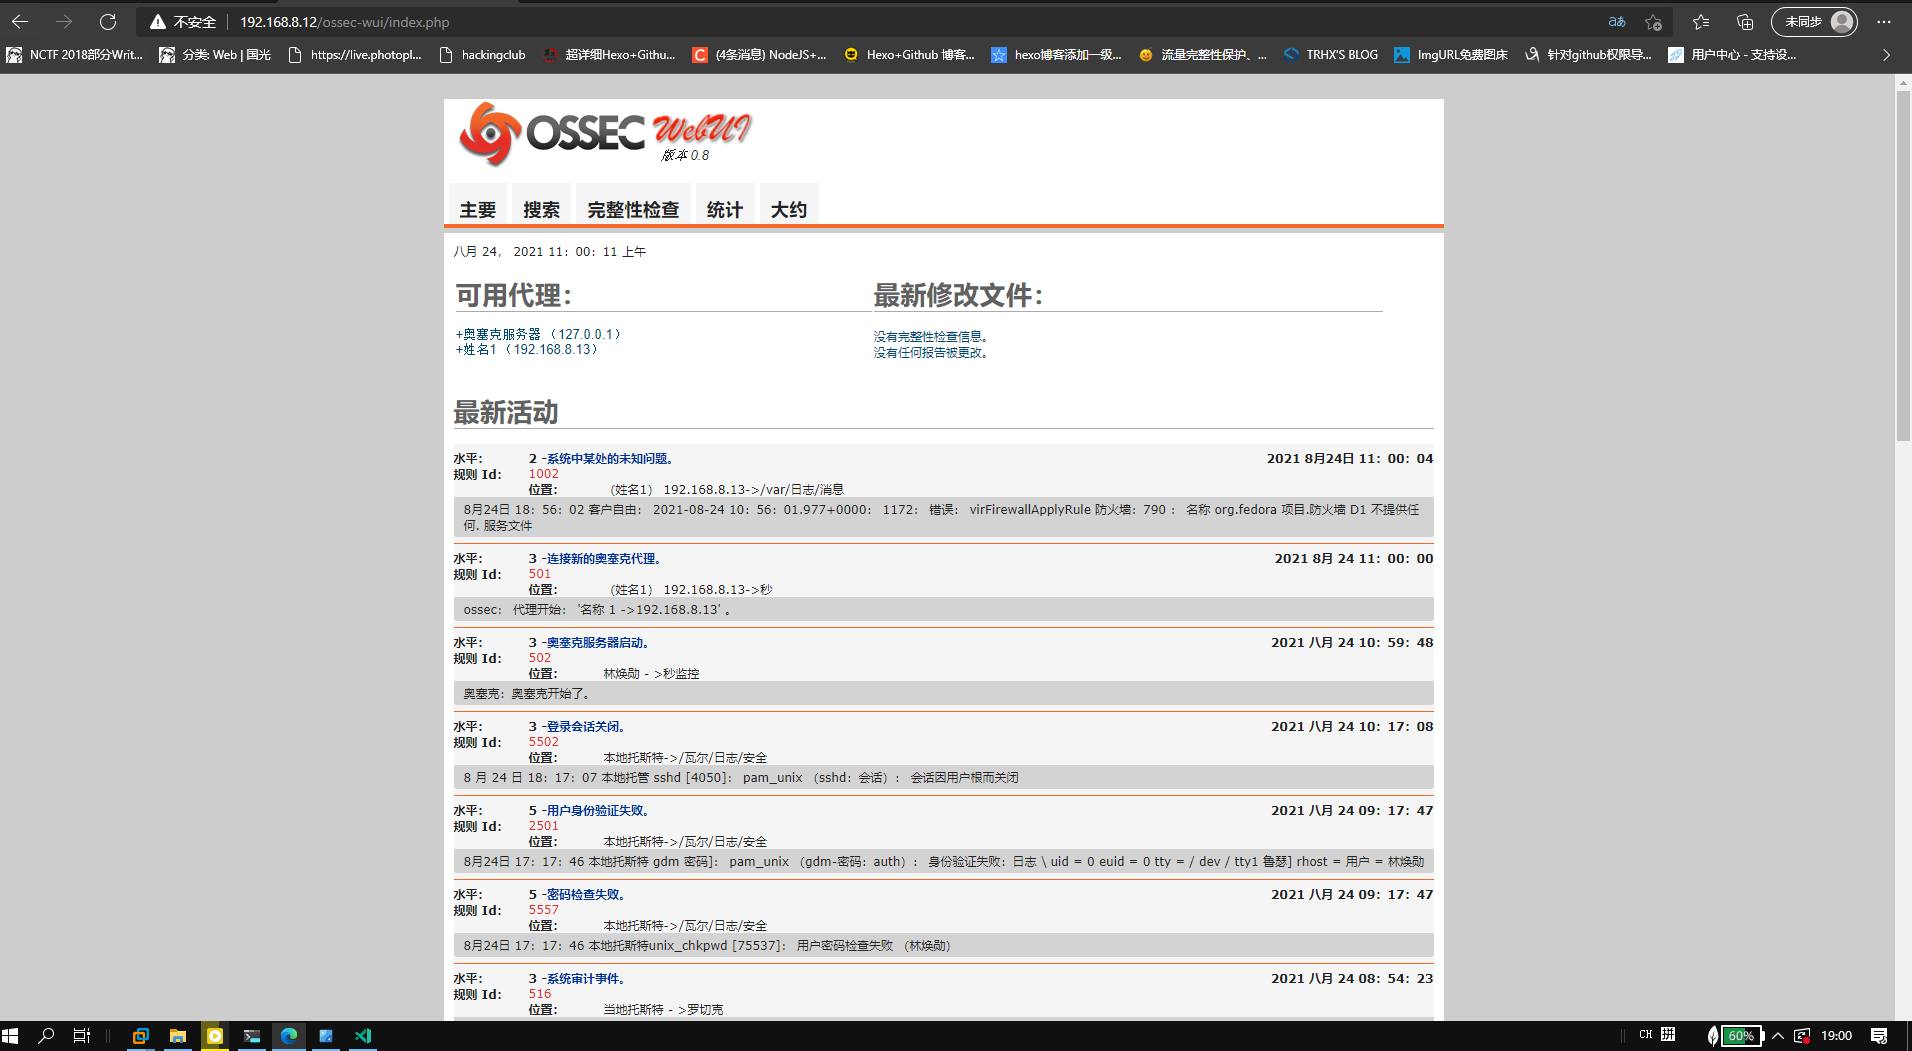 不安全 192.168.8.12/ossec-wui/index.php aあ 未同步
NCTF 2018部分Writ... 分类: Web | 国光 https://live.photopl... hackingclub 超详细Hexo+Githu... (4条消息) NodeJS+... Hexo+Github 博客... hexo博客添加一级... 流量完整性保护、... TRHX'S BLOG ImgURL免费图床 针对github权限导... 用户中心 - 支持设...
OSSEC WebUI
版本 0.8
主要 搜索 完整性检查 统计 大约
八月 24, 2021 11: 00: 11 上午
可用代理: 最新修改文件:
+奥塞克服务器 （127.0.0.1） 没有完整性检查信息。
+姓名1 （192.168.8.13） 没有任何报告被更改。
最新活动
水平: 2 -系统中某处的未知问题。 2021 8月24日 11: 00: 04
规则 Id: 1002
位置: （姓名1） 192.168.8.13->/var/日志/消息
8月24日 18: 56: 02 客户自由: 2021-08-24 10: 56: 01.977+0000: 1172: 错误: virFirewallApplyRule 防火墙: 790 : 名称 org.fedora 项目.防火墙 D1 不提供任
何. 服务文件
水平: 3 -连接新的奥塞克代理。 2021 8月 24 11: 00: 00
规则 Id: 501
位置: （姓名1） 192.168.8.13->秒
ossec: 代理开始: '名称 1 ->192.168.8.13' 。
水平: 3 -奥塞克服务器启动。 2021 八月 24 10: 59: 48
规则 Id: 502
位置: 林焕勋 - >秒监控
奥塞克: 奥塞克开始了。
水平: 3 -登录会话关闭。 2021 八月 24 10: 17: 08
规则 Id: 5502
位置: 本地托斯特->/瓦尔/日志/安全
8 月 24 日 18: 17: 07 本地托管 sshd [4050]: pam_unix （sshd: 会话）: 会话因用户根而关闭
水平: 5 -用户身份验证失败。 2021 八月 24 09: 17: 47
规则 Id: 2501
位置: 本地托斯特->/瓦尔/日志/安全
8月24日 17: 17: 46 本地托斯特 gdm 密码]: pam_unix （gdm-密码: auth）: 身份验证失败: 日志 \ uid = 0 euid = 0 tty = / dev / tty1 鲁瑟] rhost = 用户 = 林焕勋
水平: 5 -密码检查失败。 2021 八月 24 09: 17: 47
规则 Id: 5557
位置: 本地托斯特->/瓦尔/日志/安全
8月24日 17: 17: 46 本地托斯特unix_chkpwd [75537]: 用户密码检查失败 （林焕勋）
水平: 3 -系统审计事件。 2021 八月 24 08: 54: 23
规则 Id: 516
位置: 当地托斯特 - >罗切克
CH 拼 60% 19:00